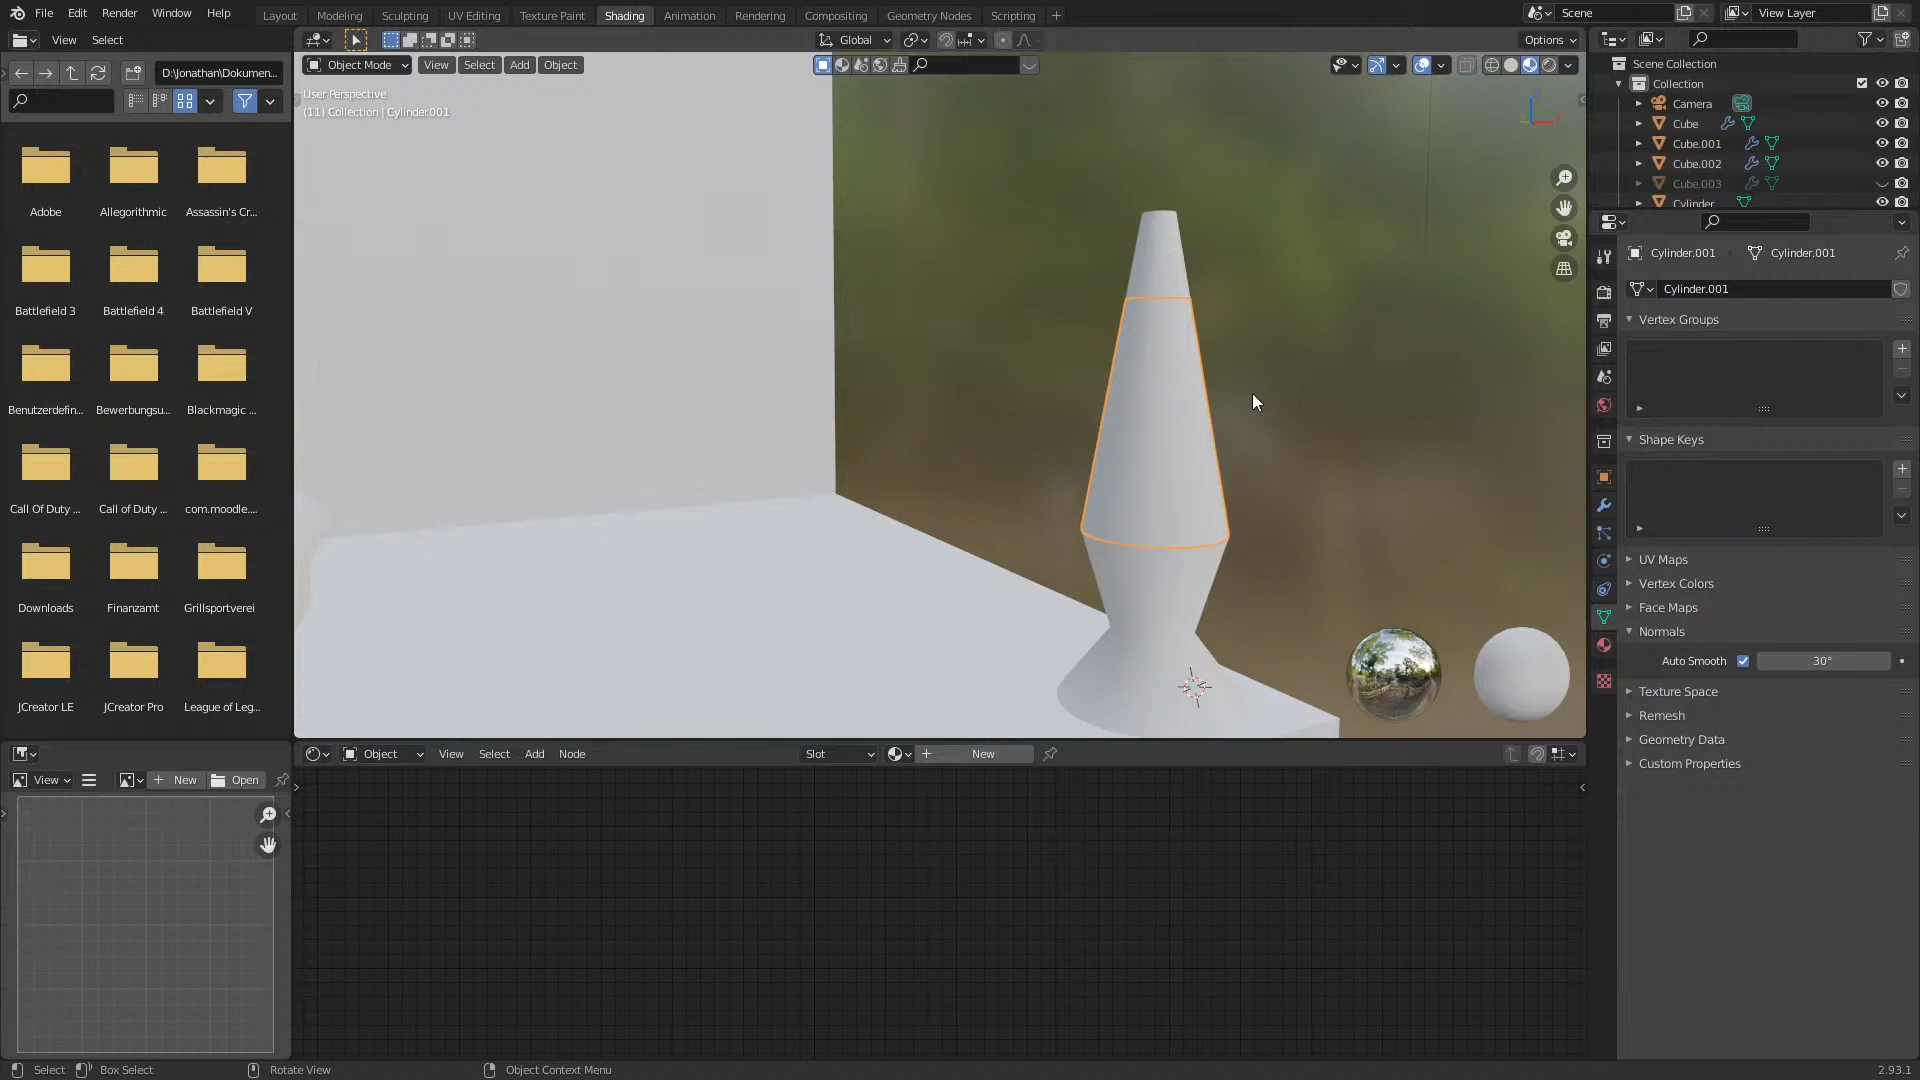 File Edit Render Window Help
Layout Modeling Sculpting UV Editing Texture Paint Shading Animation Rendering Compositing Geometry Nodes Scripting
Scene
View Layer
View Select
Global
Options
D:\Jonathan\Dokumen...
Object Mode View Select Add Object
User Perspective
(11) Collection | Cylinder.001
Scene Collection
Collection
Camera
Cube
Cube.001
Cube.002
Cube.003
Cylinder
Adobe Allegorithmic Assassin's Cr...
Battlefield 3 Battlefield 4 Battlefield V
Benutzerdefin... Bewerbungsu... Blackmagic ...
Call Of Duty ... Call of Duty ... com.moodle....
Downloads Finanzamt Grillsportverei
JCreator LE JCreator Pro League of Leg...
Cylinder.001 Cylinder.001
Cylinder.001
Vertex Groups
Shape Keys
UV Maps
Vertex Colors
Face Maps
Normals
Auto Smooth 30°
Texture Space
Remesh
Geometry Data
Custom Properties
Object View Select Add Node Slot New
View New Open
Select Box Select Rotate View Object Context Menu 2.93.1